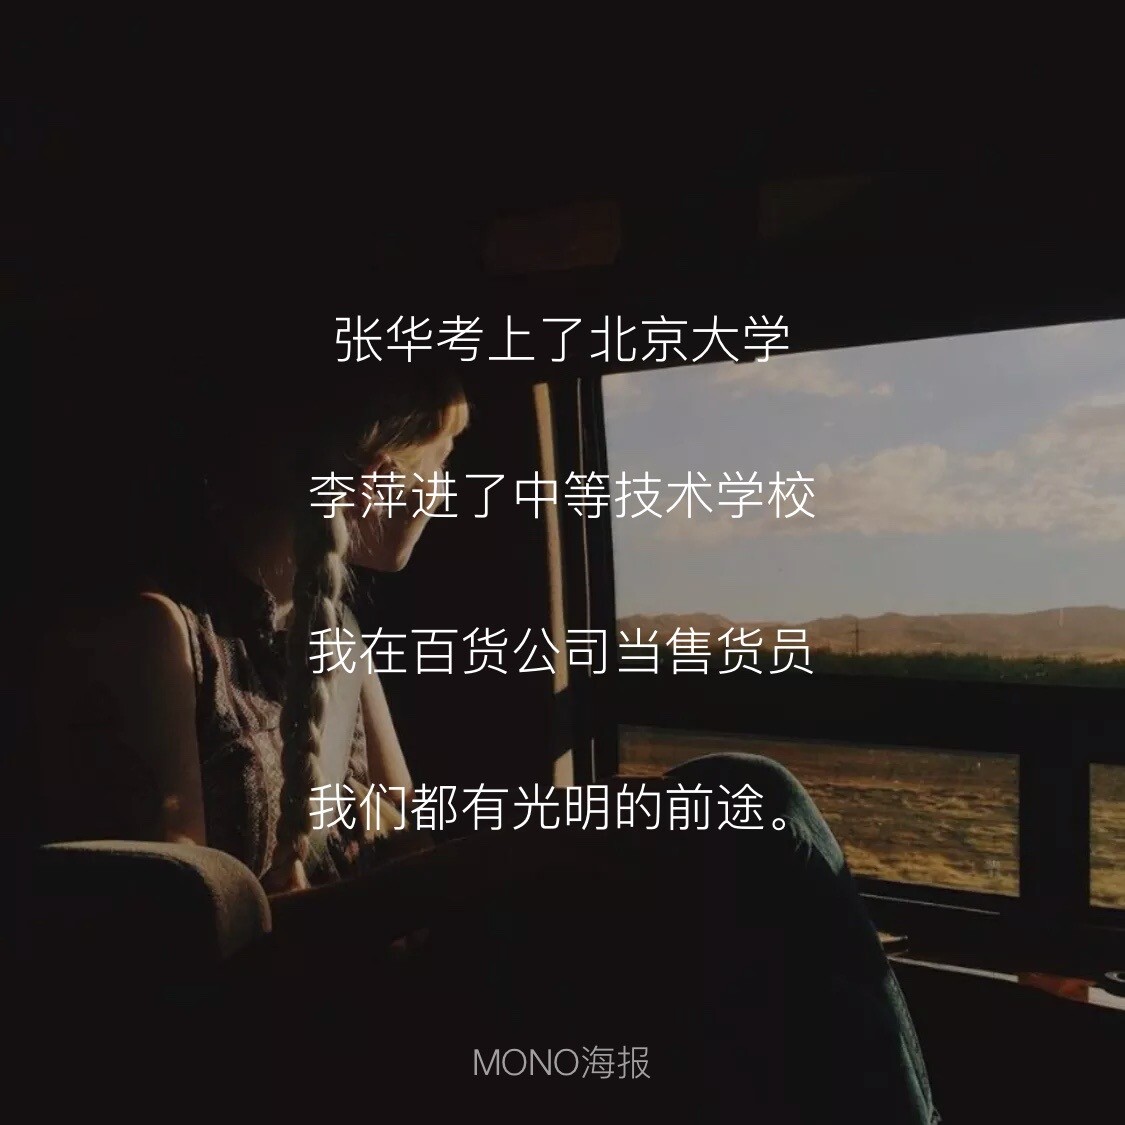 张华考上了北京大学
李萍进了中等技术学校
我在百货公司当售货员
我们都有光明的前途。
MONO海报